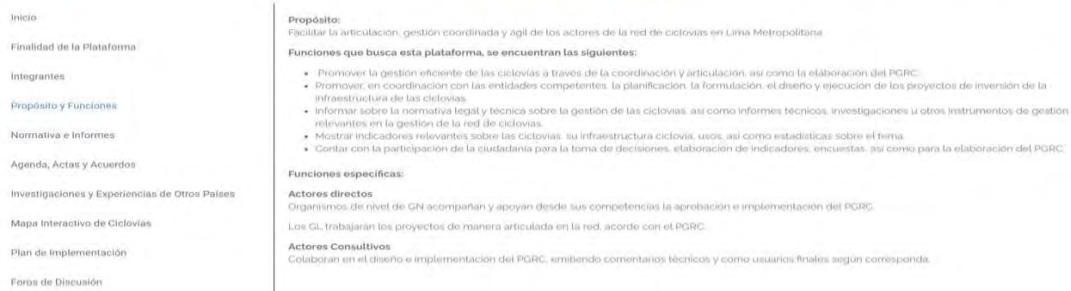 Inicio
Finalidad de la Plataforma
Integrantes
Propósito y Funciones
Normativa e Informes
Agenda, Actas y Acuerdos
Investigaciones y Experiencias de Otros Países
Mapa Interactivo de Ciclovías
Plan de Implementación
Foros de Discusión
Propósito:
Facilitar la articulación, gestión coordinada y ágil de los actores de la red de ciclovías en Lima Metropolitana
Funciones que busca esta plataforma, se encuentran las siguientes:
• Promover la gestión eficiente de las ciclovías a través de la coordinación y articulación, así como la elaboración del PGRC.
• Promover, en coordinación con las entidades competentes, la planificación, la formulación, el diseño y ejecución de los proyectos de inversión de la
infraestructura de las ciclovías.
• Informar sobre la normativa legal y técnica sobre la gestión de las ciclovías, así como informes técnicos, investigaciones u otros instrumentos de gestión
relevantes en la gestión de la red de ciclovías.
• Mostrar indicadores relevantes sobre las ciclovías, su infraestructura ciclovía, usos, así como estadísticas sobre el tema.
• Contar con la participación de la ciudadanía para la toma de decisiones, elaboración de indicadores, encuestas, así como para la elaboración del PGRC.
Funciones específicas:
Actores directos
Organismos de nivel de GN acompañan y apoyan desde sus competencias la aprobación e implementación del PGRC.
Los GL trabajarán los proyectos de manera articulada en la red, acorde con el PGRC.
Actores Consultivos
Colaboran en el diseño e implementación del PGRC, emitiendo comentarios técnicos y como usuarios finales según corresponda.